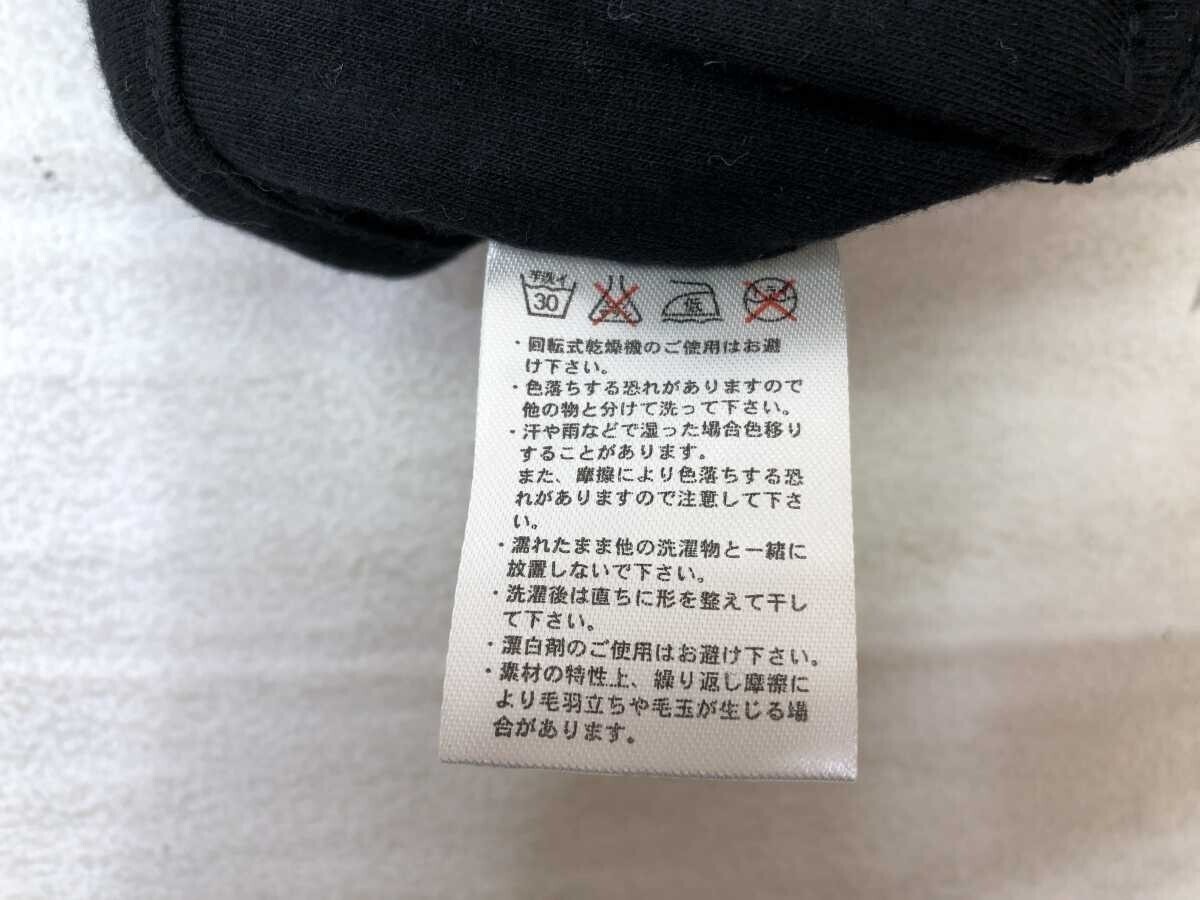 手洗イ
30
低
・回転式乾燥機のご使用はお避
け下さい。
・色落ちする恐れがありますので
他の物と分けて洗って下さい。
・汗や雨などで湿った場合色移り
することがあります。
また、摩擦により色落ちする恐
れがありますので注意して下さ
い。
・濡れたまま他の洗濯物と一緒に
放置しないで下さい。
・洗濯後は直ちに形を整えて干し
て下さい。
・漂白剤のご使用はお避け下さい。
・素材の特性上、繰り返し摩擦に
より毛羽立ちや毛玉が生じる場
合があります。